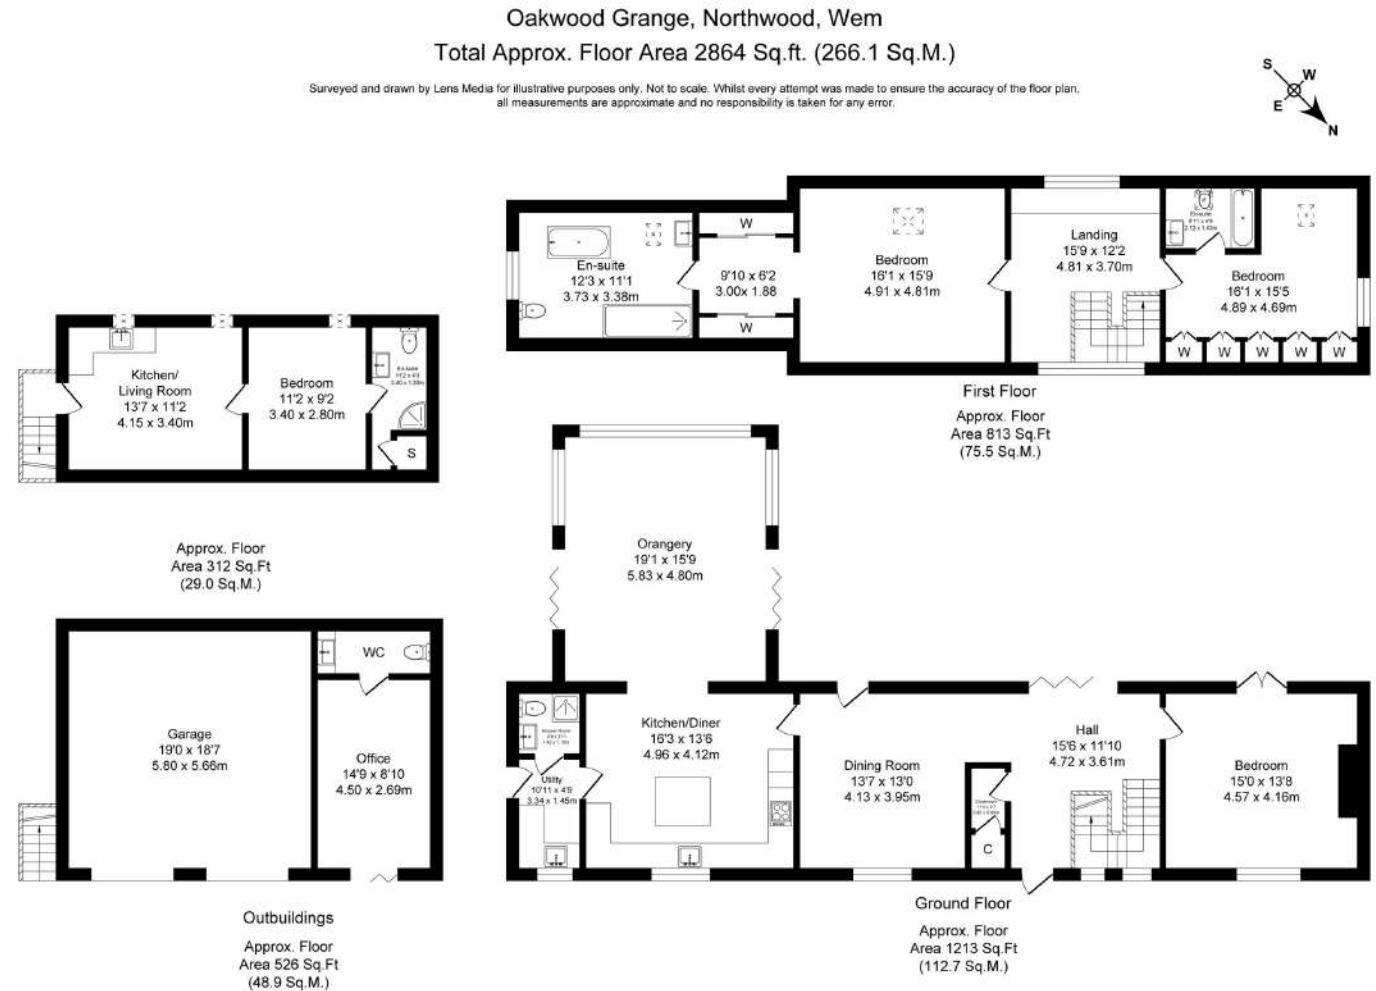 Oakwood Grange, Northwood, Wem
Total Approx. Floor Area 2864 Sq.ft. (266.1 Sq.M.)
Surveyed and drawn by Lens Media for illustrative purposes only. Not to scale. Whilst every attempt was made to ensure the accuracy of the floor plan,
all measurements are approximate and no responsibility is taken for any error.
S
W
E
N
En-suite
12'3 x 11'1
3.73 x 3.38m
W
9'10 x 6'2
3.00x 1.88
W
Bedroom
16'1 x 15'9
4.91 x 4.81m
Landing
15'9 x 12'2
4.81 x 3.70m
En-suite
Bedroom
16'1 x 15'5
4.89 x 4.69m
W
W
W
W
W
First Floor
Approx. Floor
Area 813 Sq.Ft
(75.5 Sq.M.)
Kitchen/
Living Room
13'7 x 11'2
4.15 x 3.40m
Bedroom
11'2 x 9'2
3.40 x 2.80m
En-suite
S
Approx. Floor
Area 312 Sq.Ft
(29.0 Sq.M.)
Garage
19'0 x 18'7
5.80 x 5.66m
WC
Office
14'9 x 8'10
4.50 x 2.69m
Outbuildings
Approx. Floor
Area 526 Sq.Ft
(48.9 Sq.M.)
Orangery
19'1 x 15'9
5.83 x 4.80m
Shower Room
Utility
10'11 x 4'9
3.34 x 1.45m
Kitchen/Diner
16'3 x 13'6
4.96 x 4.12m
Dining Room
13'7 x 13'0
4.13 x 3.95m
C
Hall
15'6 x 11'10
4.72 x 3.61m
Bedroom
15'0 x 13'8
4.57 x 4.16m
Ground Floor
Approx. Floor
Area 1213 Sq.Ft
(112.7 Sq.M.)